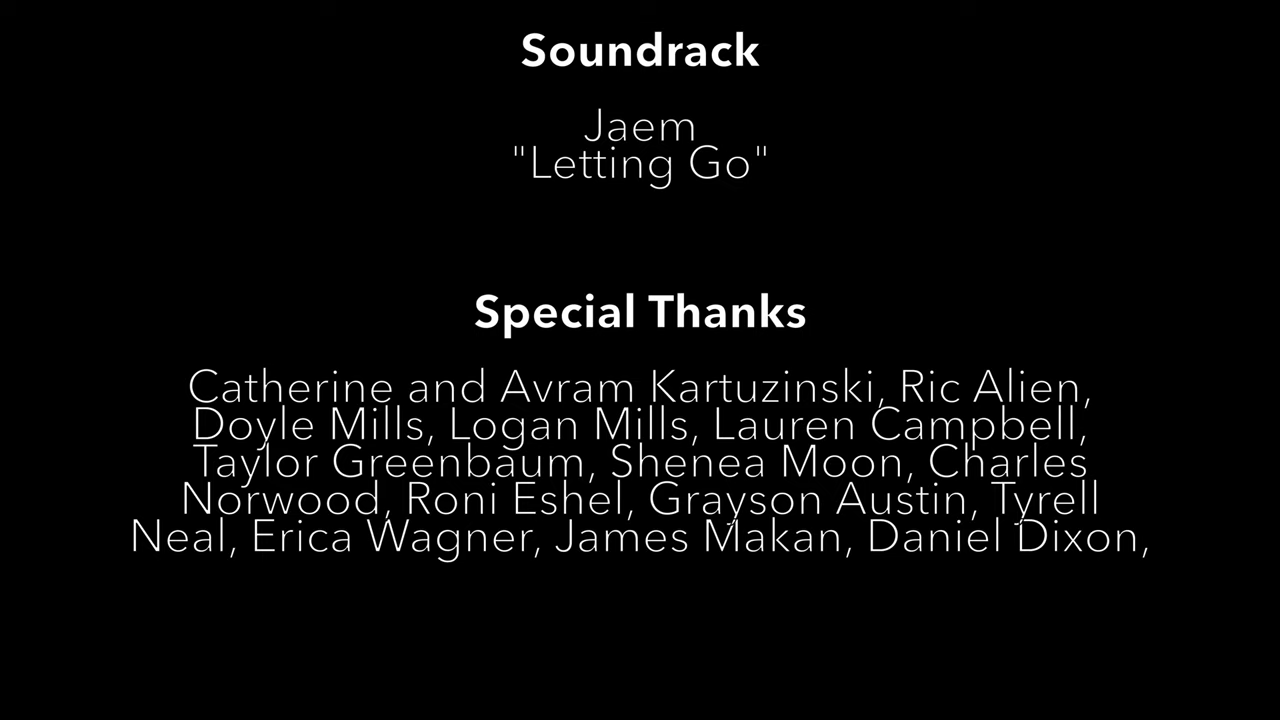 Soundrack
Jaem
"Letting Go"
Special Thanks
Catherine and Avram Kartuzinski, Ric Alien,
Doyle Mills, Logan Mills, Lauren Campbell,
Taylor Greenbaum, Shenea Moon, Charles
Norwood, Roni Eshel, Grayson Austin, Tyrell
Neal, Erica Wagner, James Makan, Daniel Dixon,